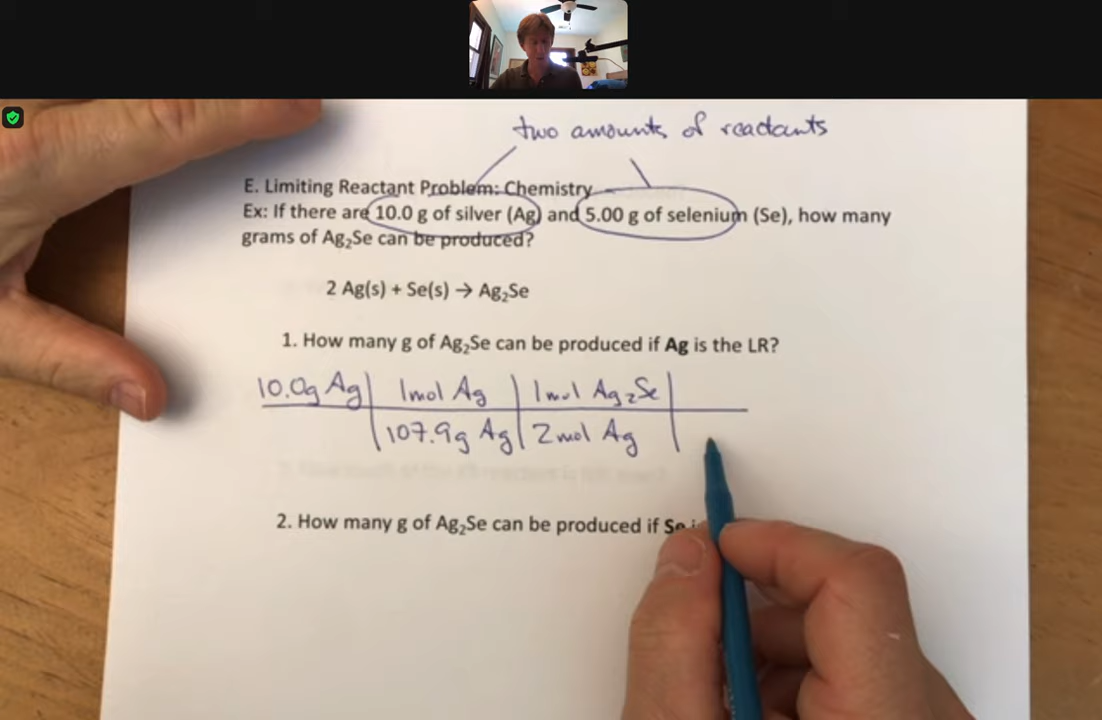 two amounts of reactants
E. Limiting Reactant Problem: Chemistry
Ex: If there are 10.0 g of silver (Ag) and 5.00 g of selenium (Se), how many
grams of Ag₂Se can be produced?
2 Ag(s) + Se(s) → Ag₂Se
1. How many g of Ag₂Se can be produced if Ag is the LR?
10.0g Ag | 1mol Ag | 1mol Ag₂Se |
| 107.9g Ag | 2mol Ag |
2. How many g of Ag₂Se can be produced if Se